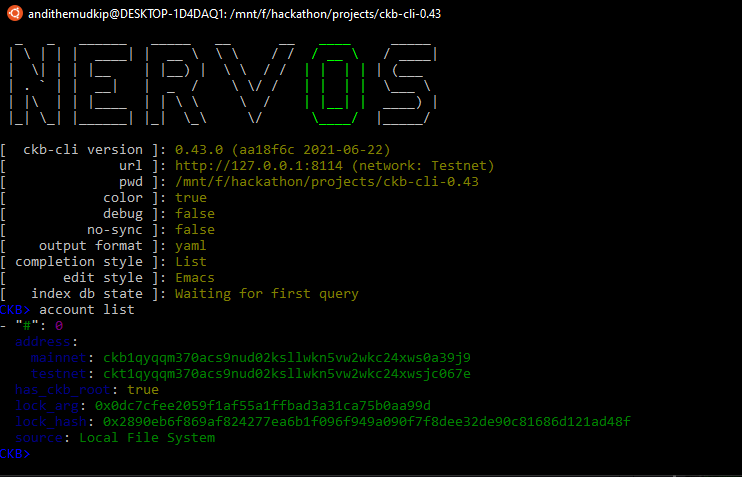 andithemudkip@DESKTOP-1D4DAQ1: /mnt/f/hackathon/projects/ckb-cli-0.43
NERVOS
[  ckb-cli version ]: 0.43.0 (aa18f6c 2021-06-22)
[              url ]: http://127.0.0.1:8114 (network: Testnet)
[              pwd ]: /mnt/f/hackathon/projects/ckb-cli-0.43
[            color ]: true
[            debug ]: false
[          no-sync ]: false
[    output format ]: yaml
[ completion style ]: List
[       edit style ]: Emacs
[   index db state ]: Waiting for first query
CKB> account list
- "#": 0
  address:
    mainnet: ckb1qyqqm370acs9nud02ksllwkn5vw2wkc24xws0a39j9
    testnet: ckt1qyqqm370acs9nud02ksllwkn5vw2wkc24xwsjc067e
  has_ckb_root: true
  lock_arg: 0x0dc7cfee2059f1af55a1ffbad3a31ca75b0aa99d
  lock_hash: 0x2890eb6f869af824277ea6b1f096f949a090f7f8dee32de90c81686d121ad48f
  source: Local File System
CKB>